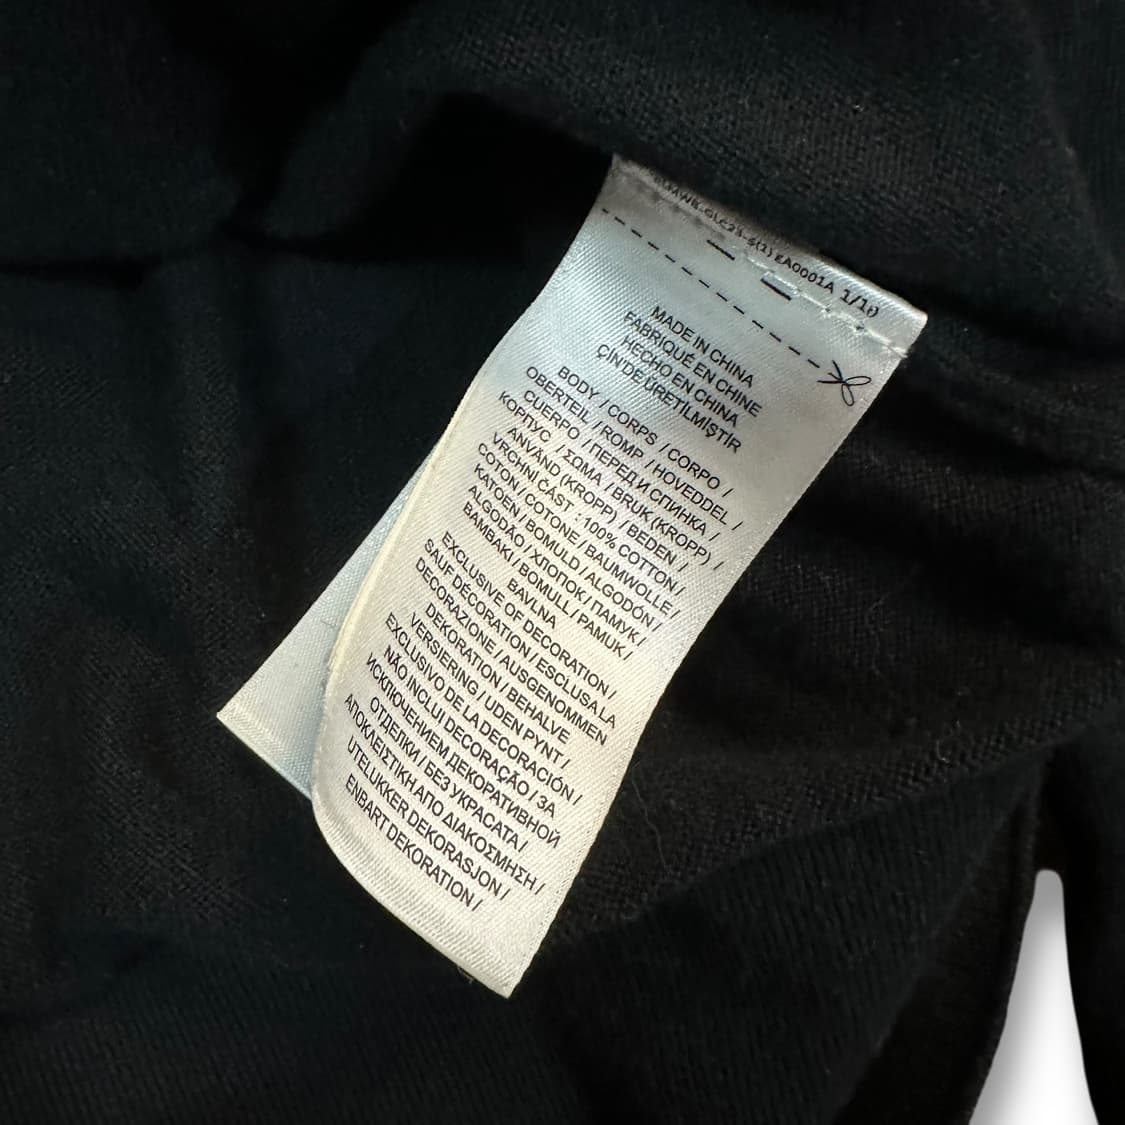 (1) EA0001A 1/10
MADE IN CHINA
FABRIQUÉ EN CHINE
HECHO EN CHINA
ÇİN'DE ÜRETİLMİŞTİR
BODY / CORPS / CORPO /
OBERTEIL / ROMP / HOVEDDEL /
CUERPO / ПЕРЕД И СПИНКА /
КОРПУС / ΣΩΜΑ / BRUK (KROPP) /
ANVÄND (KROPP) / BEDEN /
VRCHNÍ ČÁST : 100% COTTON /
COTON / COTONE / BAUMWOLLE /
KATOEN / BOMULD / ALGODÓN /
ALGODÃO / ХЛОПОК / ПАМУК /
BAMBAKI / BOMULL / PAMUK /
BAVLNA
EXCLUSIVE OF DECORATION /
SAUF DÉCORATION / ESCLUSA LA
DECORAZIONE / AUSGENOMMEN
DEKORATION / BEHALVE
VERSIERING / UDEN PYNT /
EXCLUSIVO DE LA DECORACIÓN /
NÃO INCLUI DECORAÇÃO / ЗА
ИСКЛЮЧЕНИЕМ ДЕКОРАТИВНОЙ
ОТДЕЛКИ / БЕЗ УКРАСАТА /
ΑΠΟΚΛΕΙΣΤΙΚΗ ΑΠΟ ΔΙΑΚΟΣΜΗΣΗ /
UTELUKKER DEKORASJON /
ENBART DEKORATION /